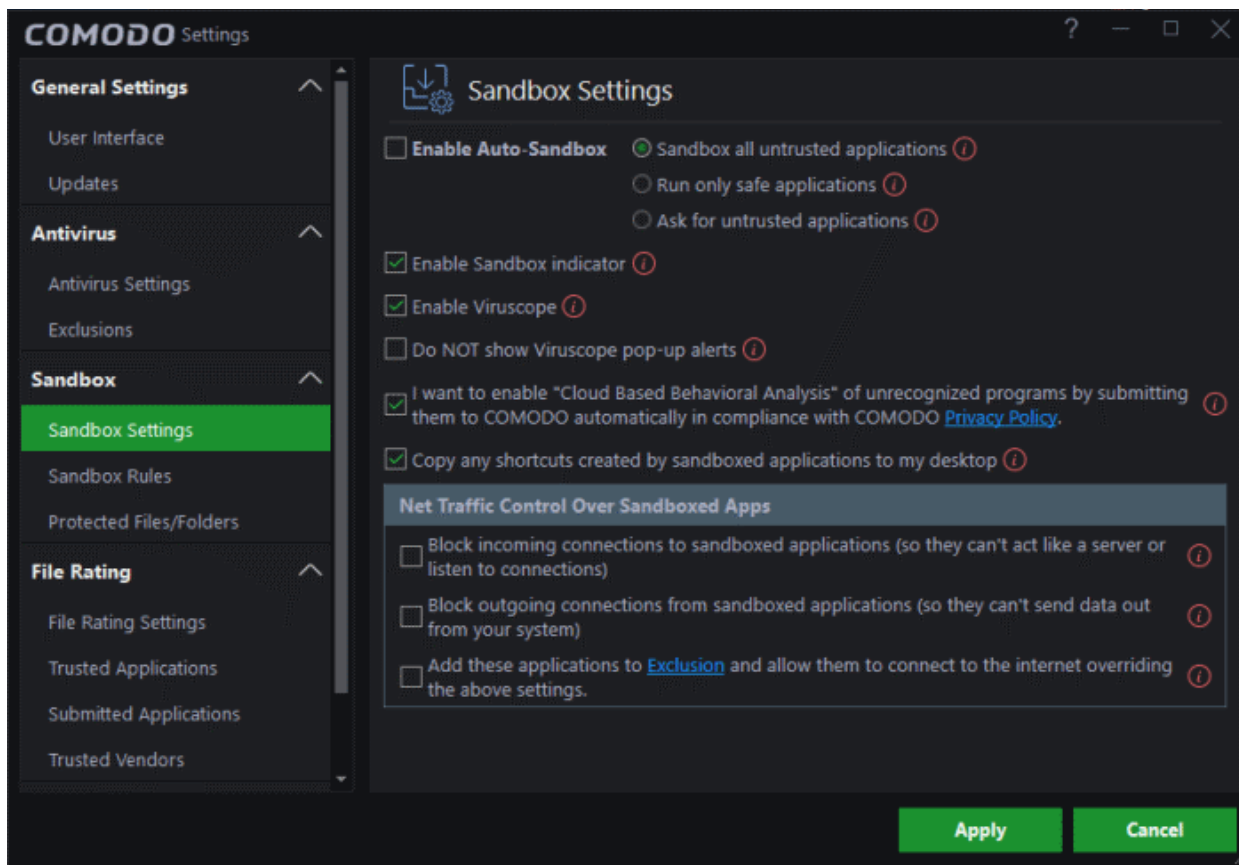 COMODO Settings
?
General Settings
User Interface
Updates
Antivirus
Antivirus Settings
Exclusions
Sandbox
Sandbox Settings
Sandbox Rules
Protected Files/Folders
File Rating
File Rating Settings
Trusted Applications
Submitted Applications
Trusted Vendors
Sandbox Settings
Enable Auto-Sandbox
Sandbox all untrusted applications i
Run only safe applications i
Ask for untrusted applications i
Enable Sandbox indicator i
Enable Viruscope i
Do NOT show Viruscope pop-up alerts i
I want to enable "Cloud Based Behavioral Analysis" of unrecognized programs by submitting
them to COMODO automatically in compliance with COMODO Privacy Policy. i
Copy any shortcuts created by sandboxed applications to my desktop i
Net Traffic Control Over Sandboxed Apps
Block incoming connections to sandboxed applications (so they can't act like a server or
listen to connections) i
Block outgoing connections from sandboxed applications (so they can't send data out
from your system) i
Add these applications to Exclusion and allow them to connect to the internet overriding
the above settings. i
Apply
Cancel